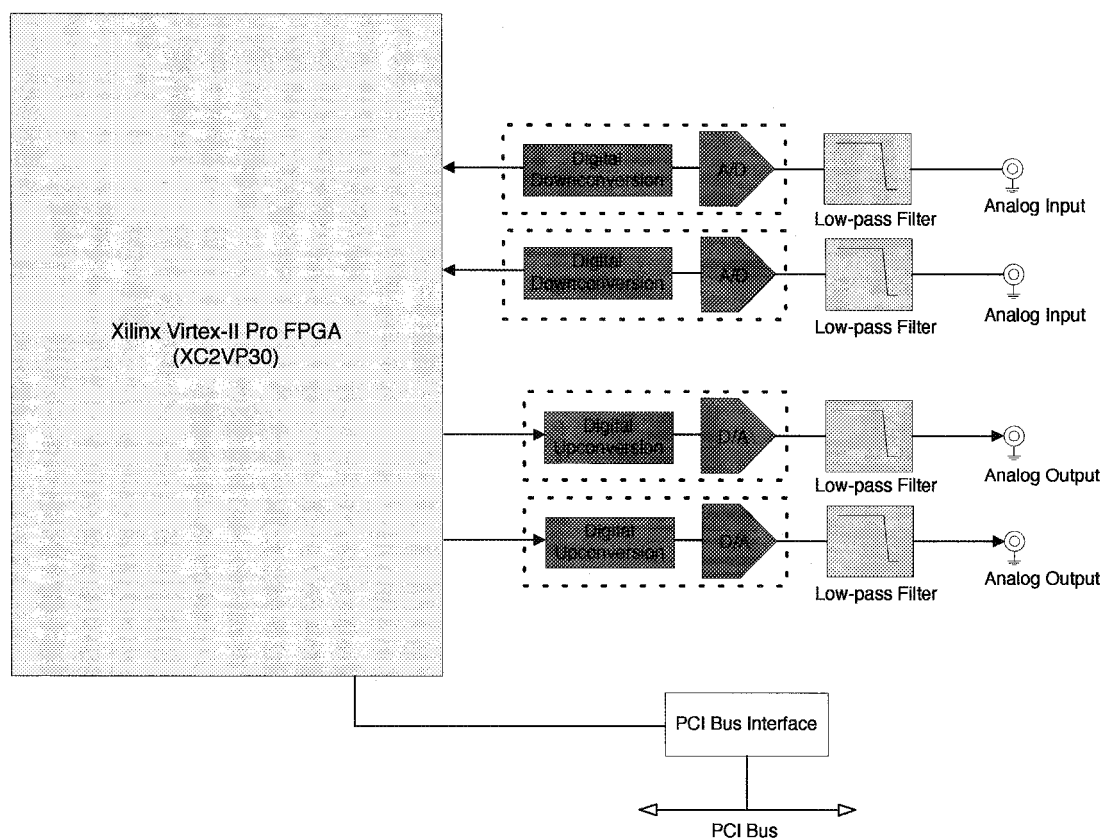 Xilinx Virtex-II Pro FPGA
(XC2VP30)
Digital
Downconversion
A/D
Low-pass Filter
Analog Input
Digital
Downconversion
A/D
Low-pass Filter
Analog Input
Digital
Upconversion
D/A
Low-pass Filter
Analog Output
Digital
Upconversion
D/A
Low-pass Filter
Analog Output
PCI Bus Interface
PCI Bus